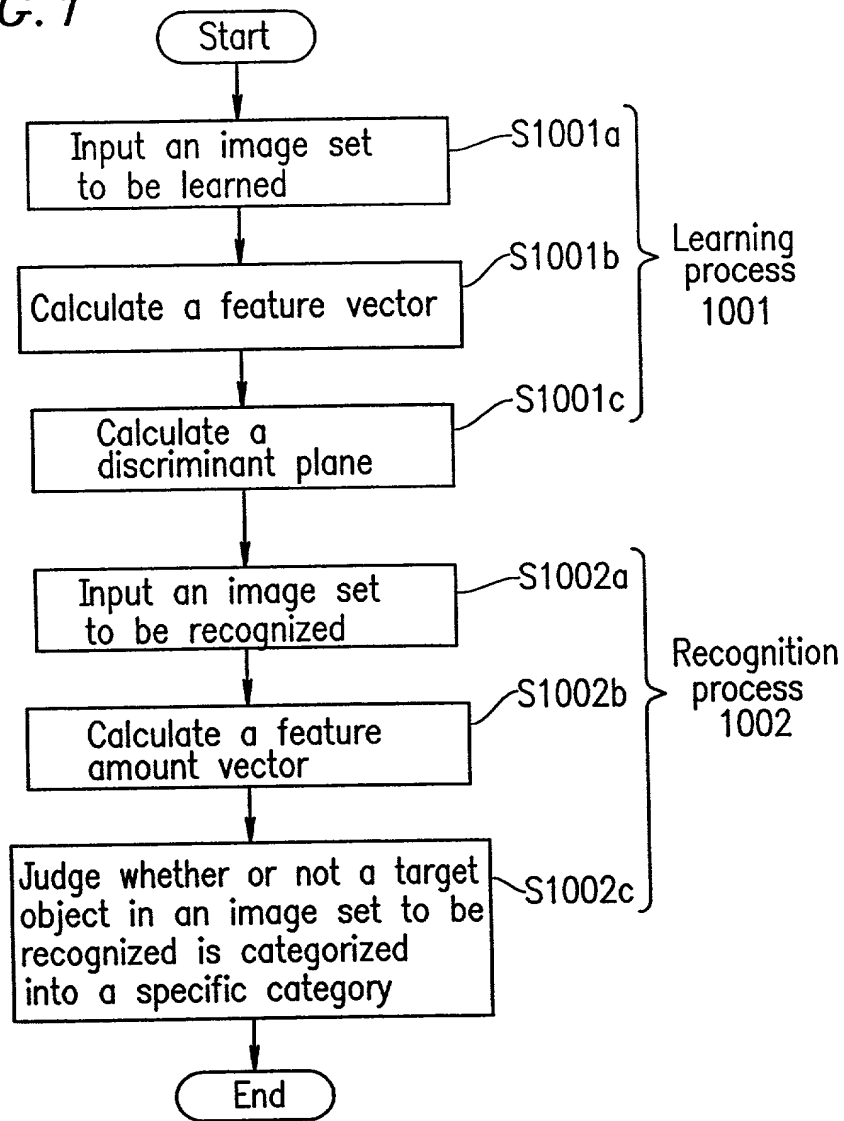 G. 1
Start
Input an image set
to be learned
S1001a
Calculate a feature vector
S1001b
Learning
process
1001
Calculate a
discriminant plane
S1001c
Input an image set
to be recognized
S1002a
Calculate a feature
amount vector
S1002b
Recognition
process
1002
Judge whether or not a target
object in an image set to be
recognized is categorized
into a specific category
S1002c
End